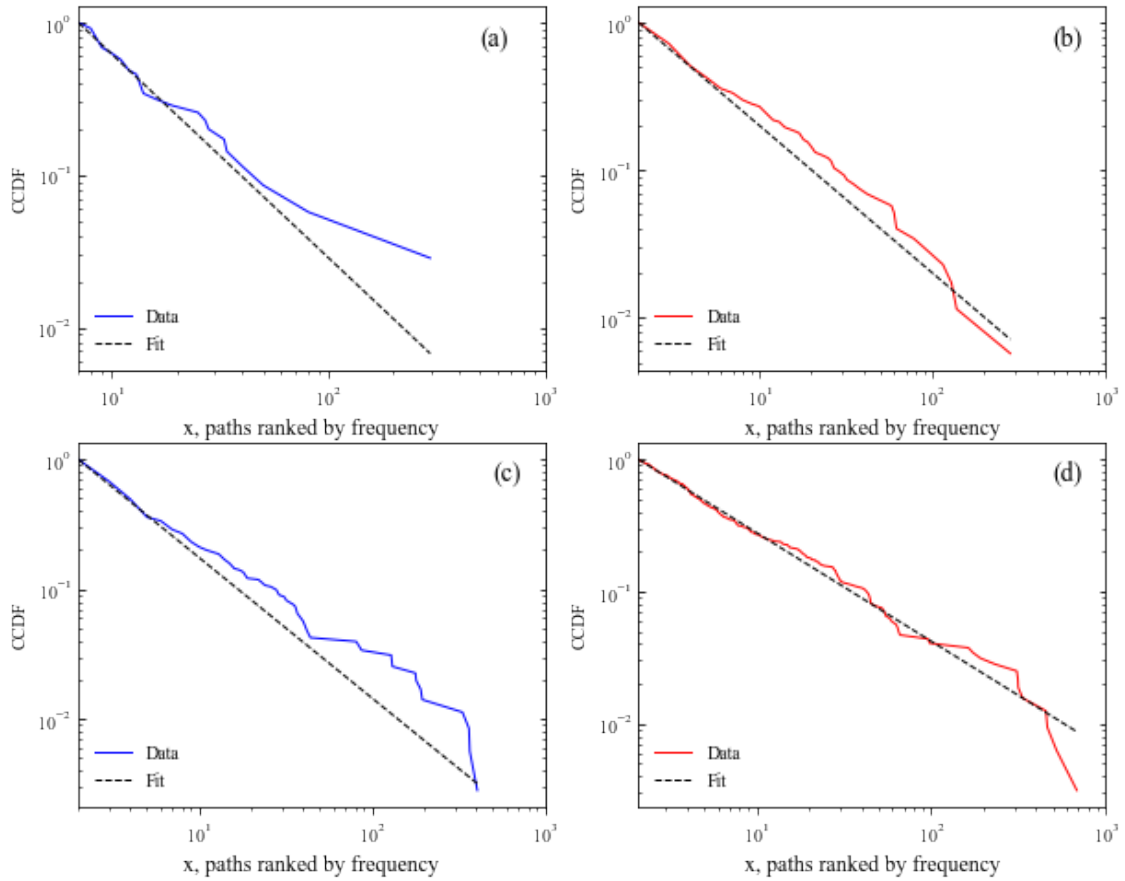 (a)
10⁰
10⁻¹
10⁻²
CCDF
Data
Fit
10¹
10²
10³
x, paths ranked by frequency
(b)
10⁰
10⁻¹
10⁻²
CCDF
Data
Fit
10¹
10²
10³
x, paths ranked by frequency
(c)
10⁰
10⁻¹
10⁻²
CCDF
Data
Fit
10¹
10²
10³
x, paths ranked by frequency
(d)
10⁰
10⁻¹
10⁻²
CCDF
Data
Fit
10¹
10²
10³
x, paths ranked by frequency